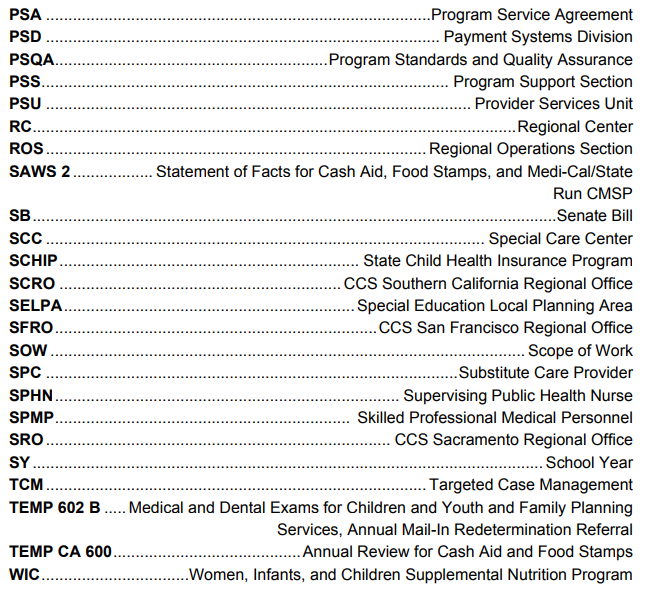 PSA ................................................................................Program Service Agreement
PSD ................................................................................. Payment Systems Division
PSQA.........................................................Program Standards and Quality Assurance
PSS..................................................................................... Program Support Section
PSU ......................................................................................... Provider Services Unit
RC.....................................................................................................Regional Center
ROS................................................................................ Regional Operations Section
SAWS 2................. Statement of Facts for Cash Aid, Food Stamps, and Medi-Cal/State
Run CMSP
SB.............................................................................................................Senate Bill
SCC ............................................................................................ Special Care Center
SCHIP............................................................... State Child Health Insurance Program
SCRO ...........................................................CCS Southern California Regional Office
SELPA.............................................................Special Education Local Planning Area
SFRO...................................................................CCS San Francisco Regional Office
SOW .................................................................................................... Scope of Work
SPC ......................................................................................Substitute Care Provider
SPHN......................................................................... Supervising Public Health Nurse
SPMP.............................................................. Skilled Professional Medical Personnel
SRO ........................................................................ CCS Sacramento Regional Office
SY ........................................................................................................... School Year
TCM ................................................................................ Targeted Case Management
TEMP 602 B ..... Medical and Dental Exams for Children and Youth and Family Planning
Services, Annual Mail-In Redetermination Referral
TEMP CA 600........................................Annual Review for Cash Aid and Food Stamps
WIC................................Women, Infants, and Children Supplemental Nutrition Program